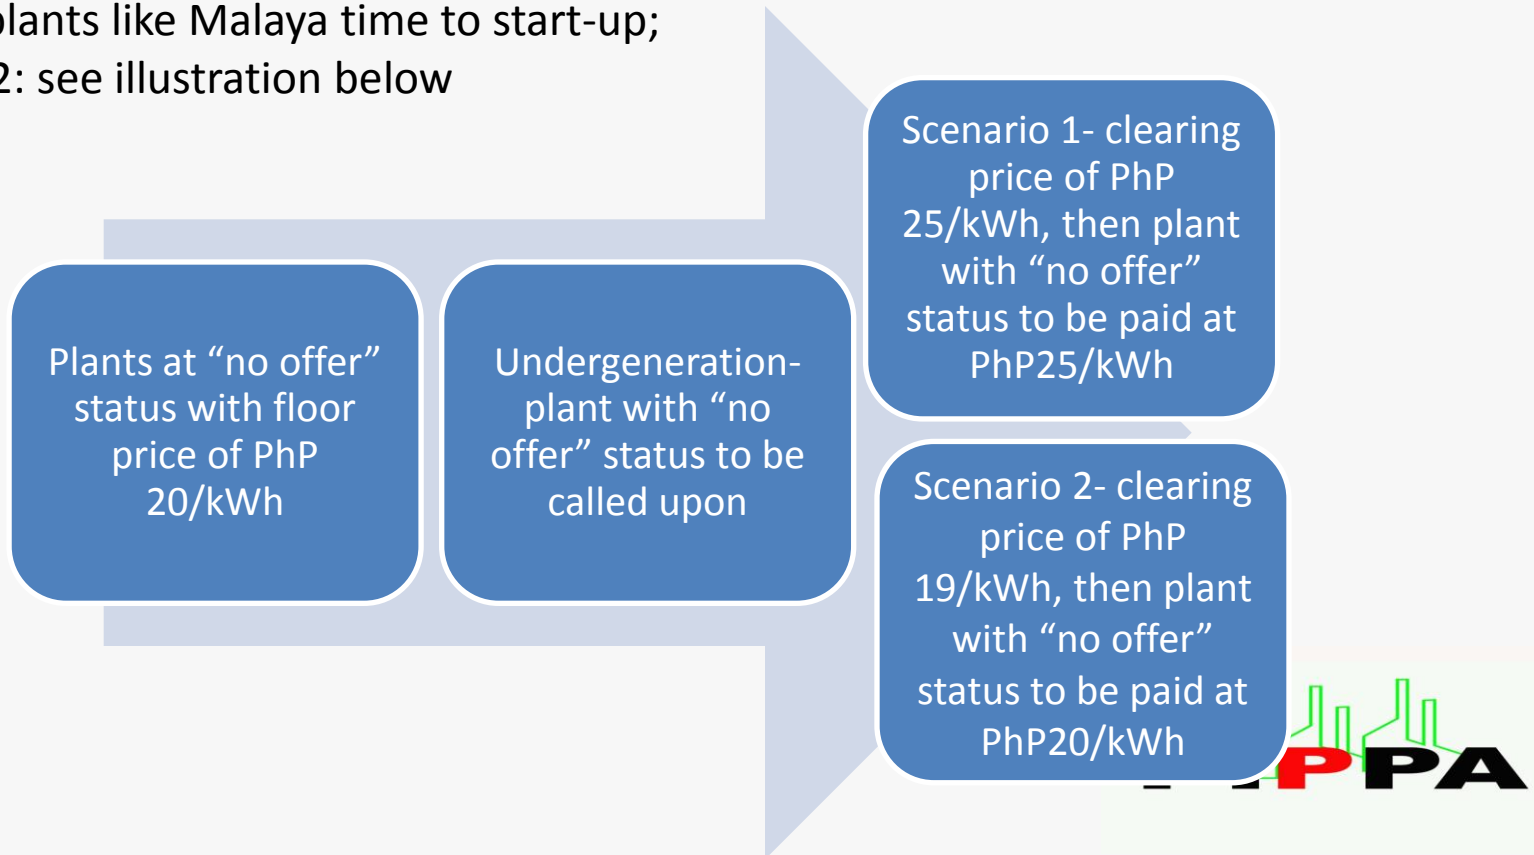 plants like Malaya time to start-up;
2: see illustration below
Plants at “no offer”
status with floor
price of PhP
20/kWh
Undergeneration-
plant with “no
offer” status to be
called upon
Scenario 1- clearing
price of PhP
25/kWh, then plant
with “no offer”
status to be paid at
PhP25/kWh
Scenario 2- clearing
price of PhP
19/kWh, then plant
with “no offer”
status to be paid at
PhP20/kWh